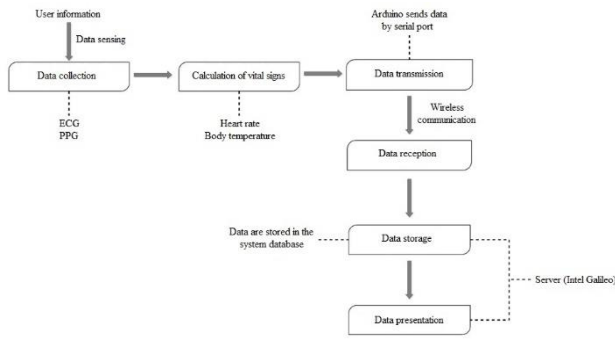 User information
Arduino sends data
by serial port
Data sensing
Data collection
Calculation of vital signs
Data transmission
ECG
PPG
Heart rate
Body temperature
Wireless
communication
Data reception
Data are stored in the
system database
Data storage
Server (Intel Galileo)
Data presentation